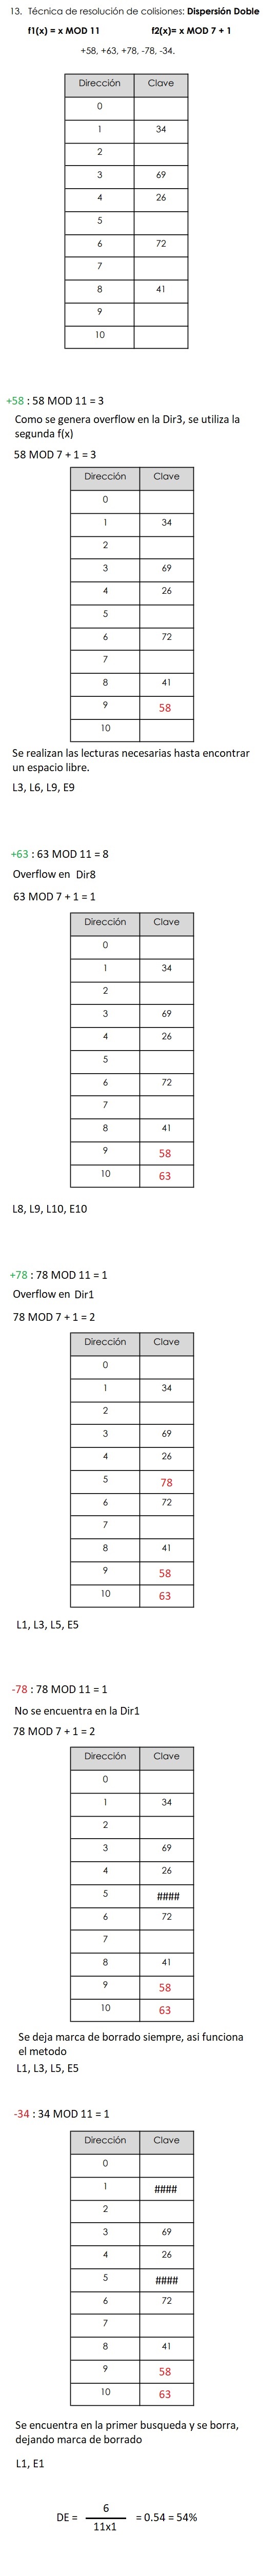 13. Técnica de resolución de colisiones: Dispersión Doble
f1(x) = x MOD 11 f2(x)= x MOD 7 + 1
+58, +63, +78, -78, -34.
Dirección Clave
0
1 34
2
3 69
4 26
5
6 72
7
8 41
9
10
+58 : 58 MOD 11 = 3
Como se genera overflow en la Dir3, se utiliza la
segunda f(x)
58 MOD 7 + 1 = 3
Dirección Clave
0
1 34
2
3 69
4 26
5
6 72
7
8 41
9 58
10
Se realizan las lecturas necesarias hasta encontrar
un espacio libre.
L3, L6, L9, E9
+63 : 63 MOD 11 = 8
Overflow en Dir8
63 MOD 7 + 1 = 1
Dirección Clave
0
1 34
2
3 69
4 26
5
6 72
7
8 41
9 58
10 63
L8, L9, L10, E10
+78 : 78 MOD 11 = 1
Overflow en Dir1
78 MOD 7 + 1 = 2
Dirección Clave
0
1 34
2
3 69
4 26
5 78
6 72
7
8 41
9 58
10 63
L1, L3, L5, E5
-78 : 78 MOD 11 = 1
No se encuentra en la Dir1
78 MOD 7 + 1 = 2
Dirección Clave
0
1 34
2
3 69
4 26
5 ####
6 72
7
8 41
9 58
10 63
Se deja marca de borrado siempre, asi funciona
el metodo
L1, L3, L5, E5
-34 : 34 MOD 11 = 1
Dirección Clave
0
1 ####
2
3 69
4 26
5 ####
6 72
7
8 41
9 58
10 63
Se encuentra en la primer busqueda y se borra,
dejando marca de borrado
L1, E1
6
DE = = 0.54 = 54%
11x1